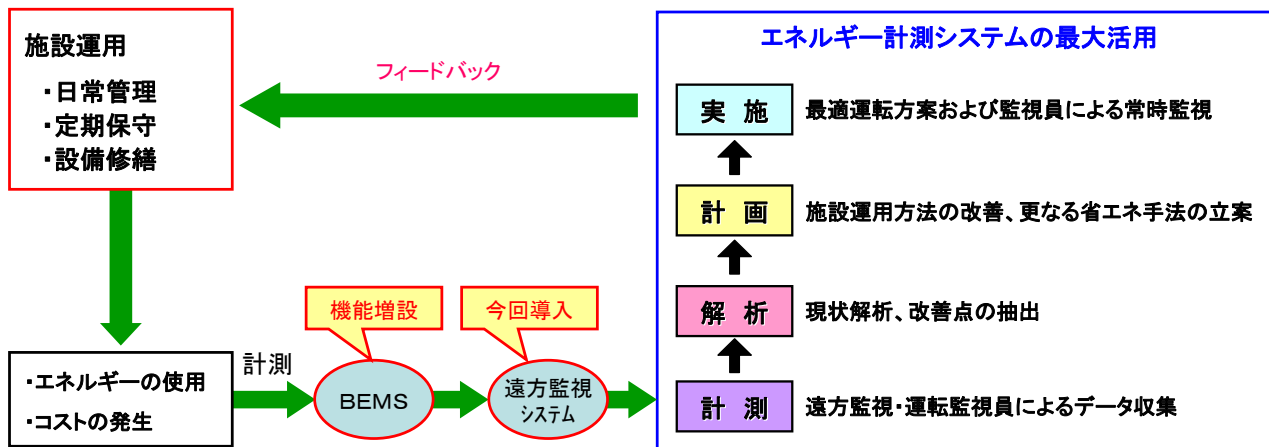 施設運用
・日常管理
・定期保守
・設備修繕
フィードバック
・エネルギーの使用
・コストの発生
計測
機能増設
BEMS
今回導入
遠方監視
システム
エネルギー計測システムの最大活用
実 施
最適運転方案および監視員による常時監視
計 画
施設運用方法の改善、更なる省エネ手法の立案
解 析
現状解析、改善点の抽出
計 測
遠方監視・運転監視員によるデータ収集